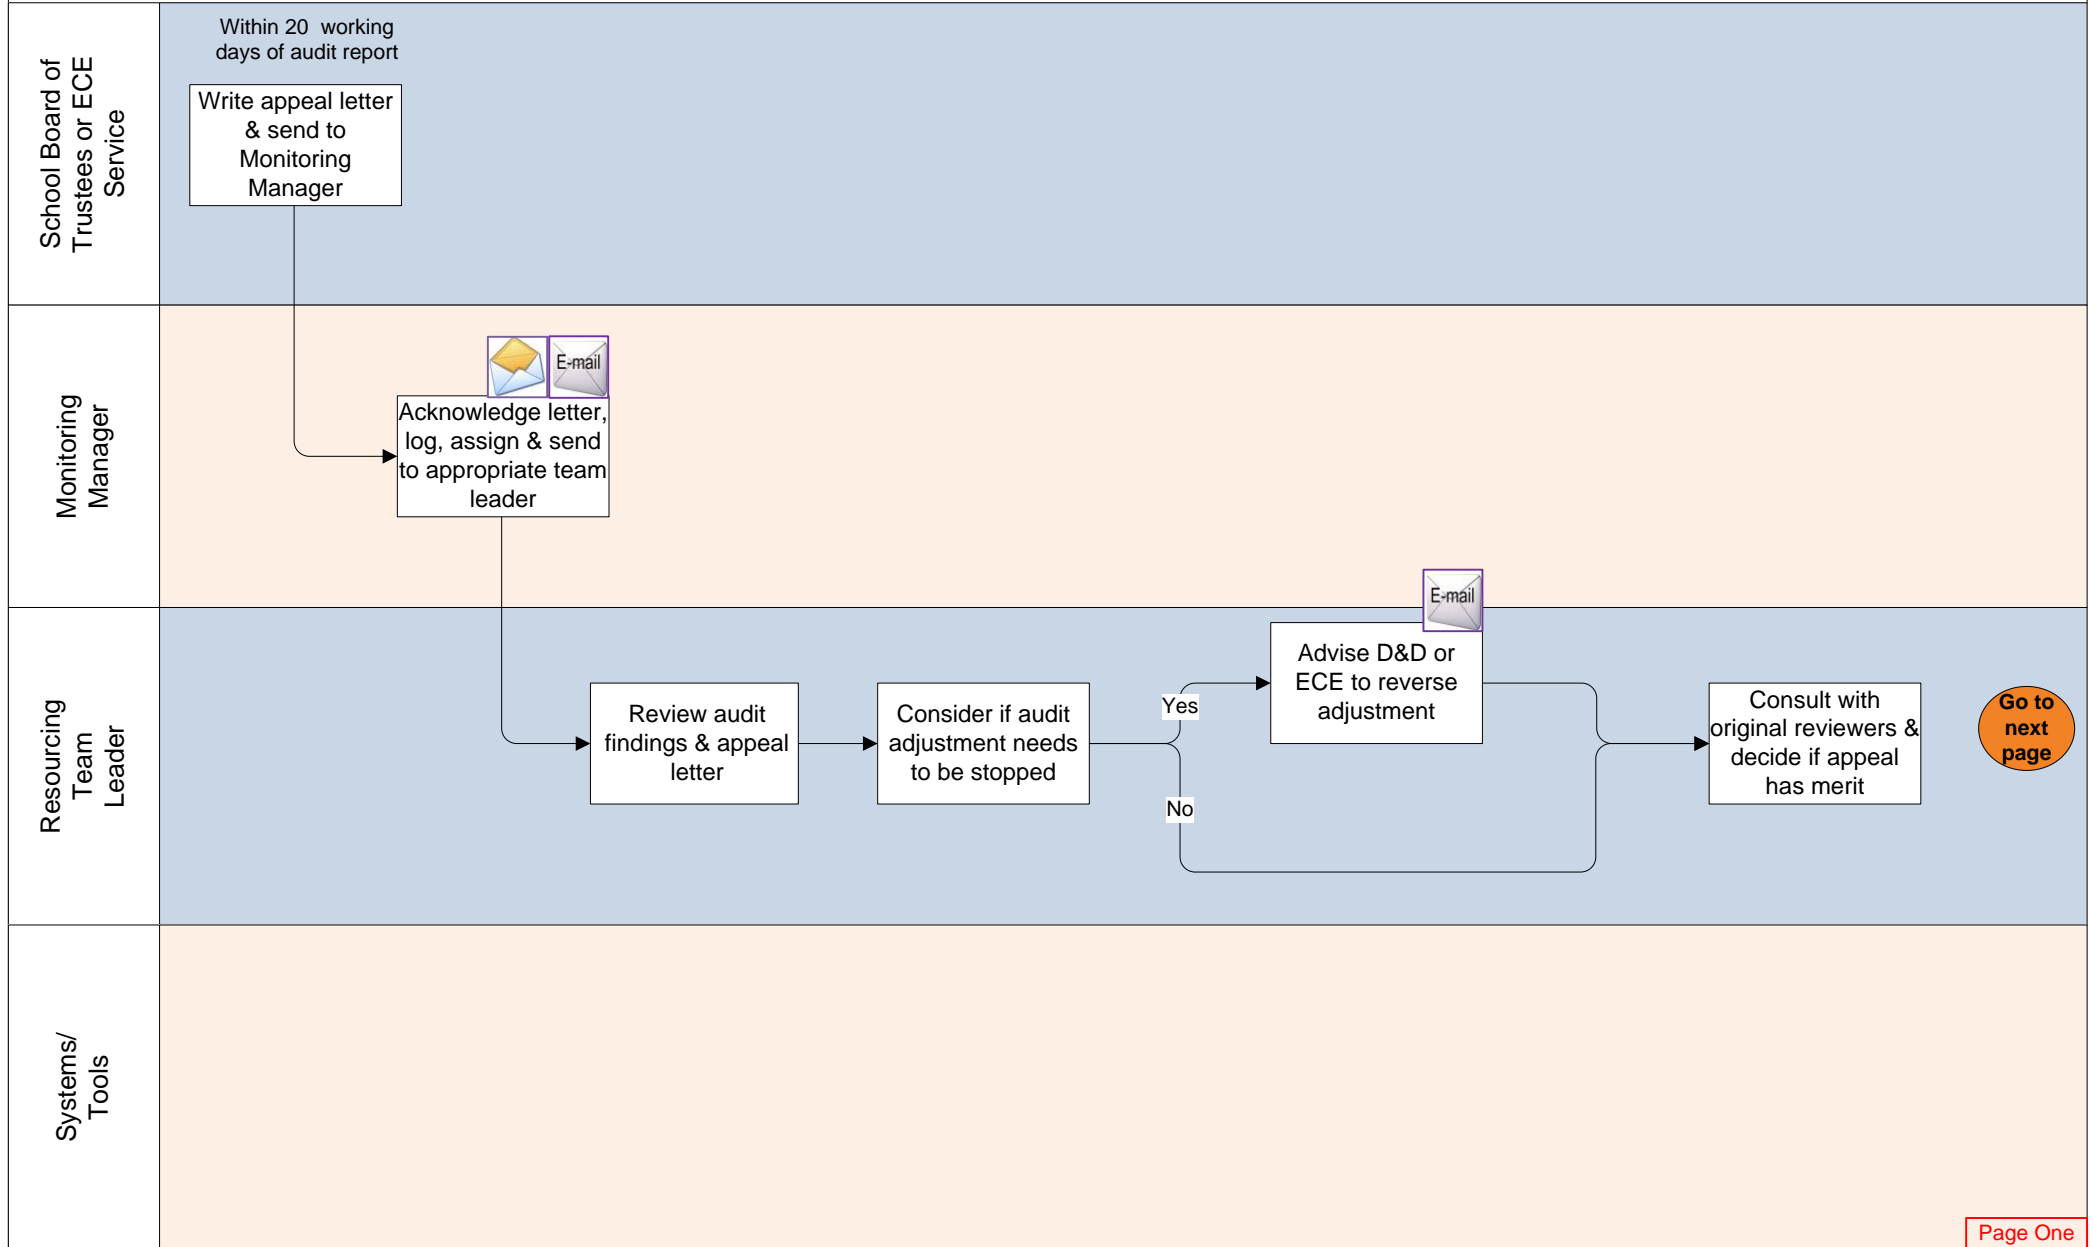 School Board of
Trustees or ECE
Service
Within 20 working
days of audit report
Write appeal letter
& send to
Monitoring
Manager
Monitoring
Manager
E-mail
Acknowledge letter,
log, assign & send
to appropriate team
leader
Resourcing
Team
Leader
Review audit
findings & appeal
letter
Consider if audit
adjustment needs
to be stopped
Yes
No
E-mail
Advise D&D or
ECE to reverse
adjustment
Consult with
original reviewers &
decide if appeal
has merit
Go to
next
page
Systems/
Tools
Page One